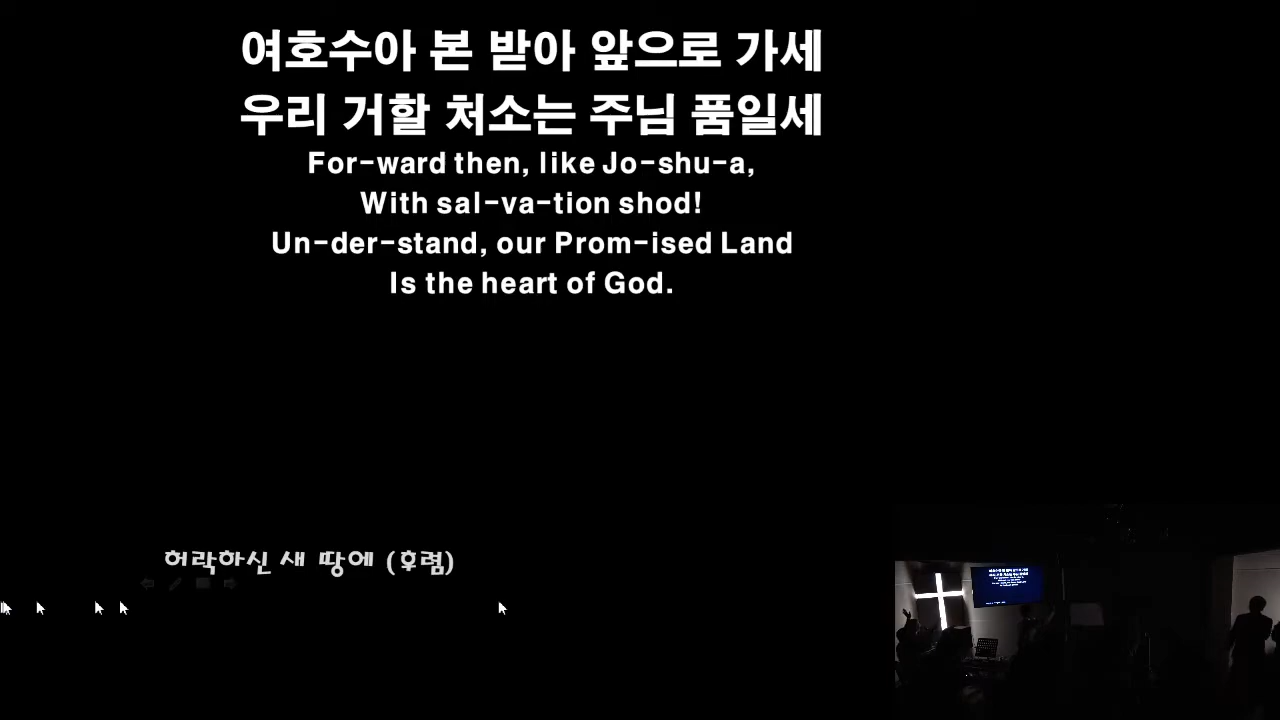 여호수아 본 받아 앞으로 가세
우리 거할 처소는 주님 품일세
For-ward then, like Jo-shu-a,
With sal-va-tion shod!
Un-der-stand, our Prom-ised Land
Is the heart of God.
허락하신 새 땅에 (후렴)